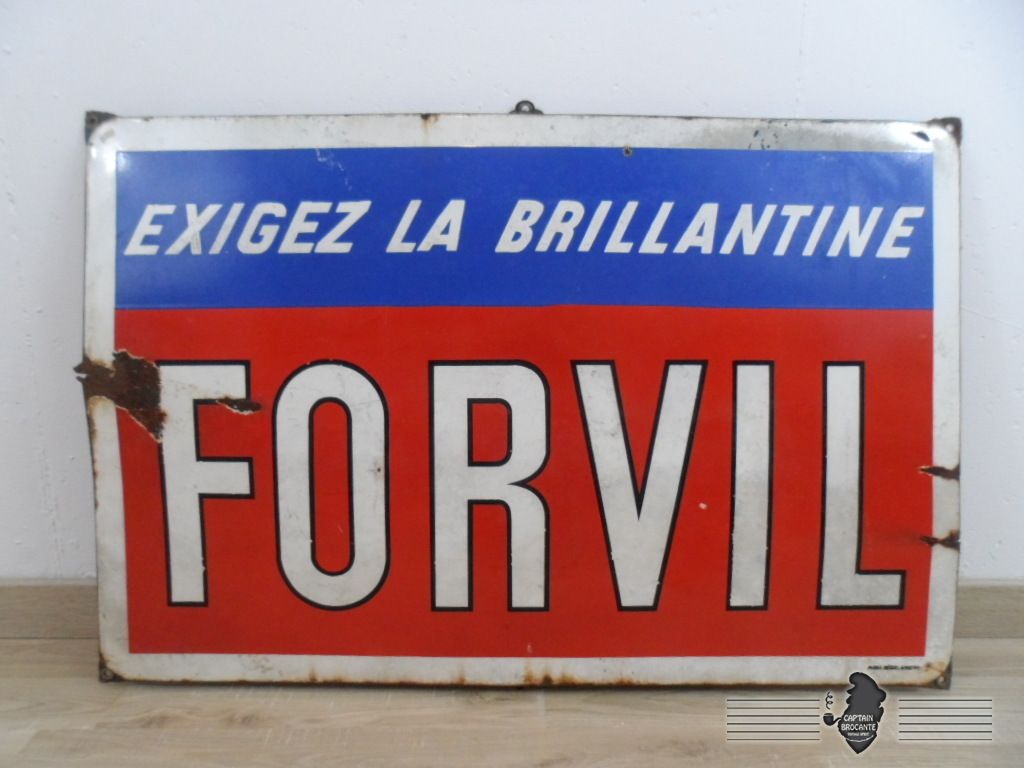 EXIGEZ LA BRILLANTINE
FORVIL
CAPTAIN
BROCANTE